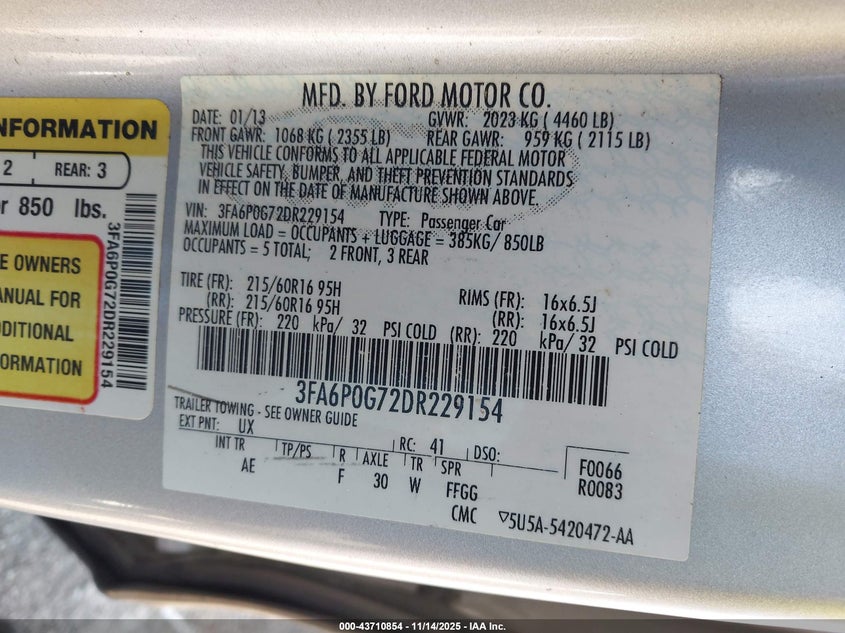 NFORMATION
2 REAR: 3
r 850 lbs.
E OWNERS
ANUAL FOR
DDITIONAL
FORMATION
3FA6P0G72DR229154
MFD. BY FORD MOTOR CO.
DATE: 01/13 GVWR: 2023 KG ( 4460 LB)
FRONT GAWR: 1068 KG ( 2355 LB) REAR GAWR: 959 KG ( 2115 LB)
THIS VEHICLE CONFORMS TO ALL APPLICABLE FEDERAL MOTOR
VEHICLE SAFETY, BUMPER, AND THEFT PREVENTION STANDARDS
IN EFFECT ON THE DATE OF MANUFACTURE SHOWN ABOVE.
VIN: 3FA6P0G72DR229154 TYPE: Passenger Car
MAXIMUM LOAD = OCCUPANTS + LUGGAGE = 385KG/ 850LB
OCCUPANTS = 5 TOTAL; 2 FRONT, 3 REAR
TIRE (FR): 215/60R16 95H RIMS (FR): 16x6.5J
(RR): 215/60R16 95H (RR): 16x6.5J
PRESSURE (FR): 220 kPa/ 32 PSI COLD (RR): 220 kPa/ 32 PSI COLD
3FA6P0G72DR229154
TRAILER TOWING - SEE OWNER GUIDE
EXT PNT: UX RC: 41 DSO:
INT TR TP/PS R AXLE TR SPR F0066
AE F 30 W FFGG R0083
CMC 5U5A-5420472-AA
000-43710854 - 11/14/2025 - IAA Inc.